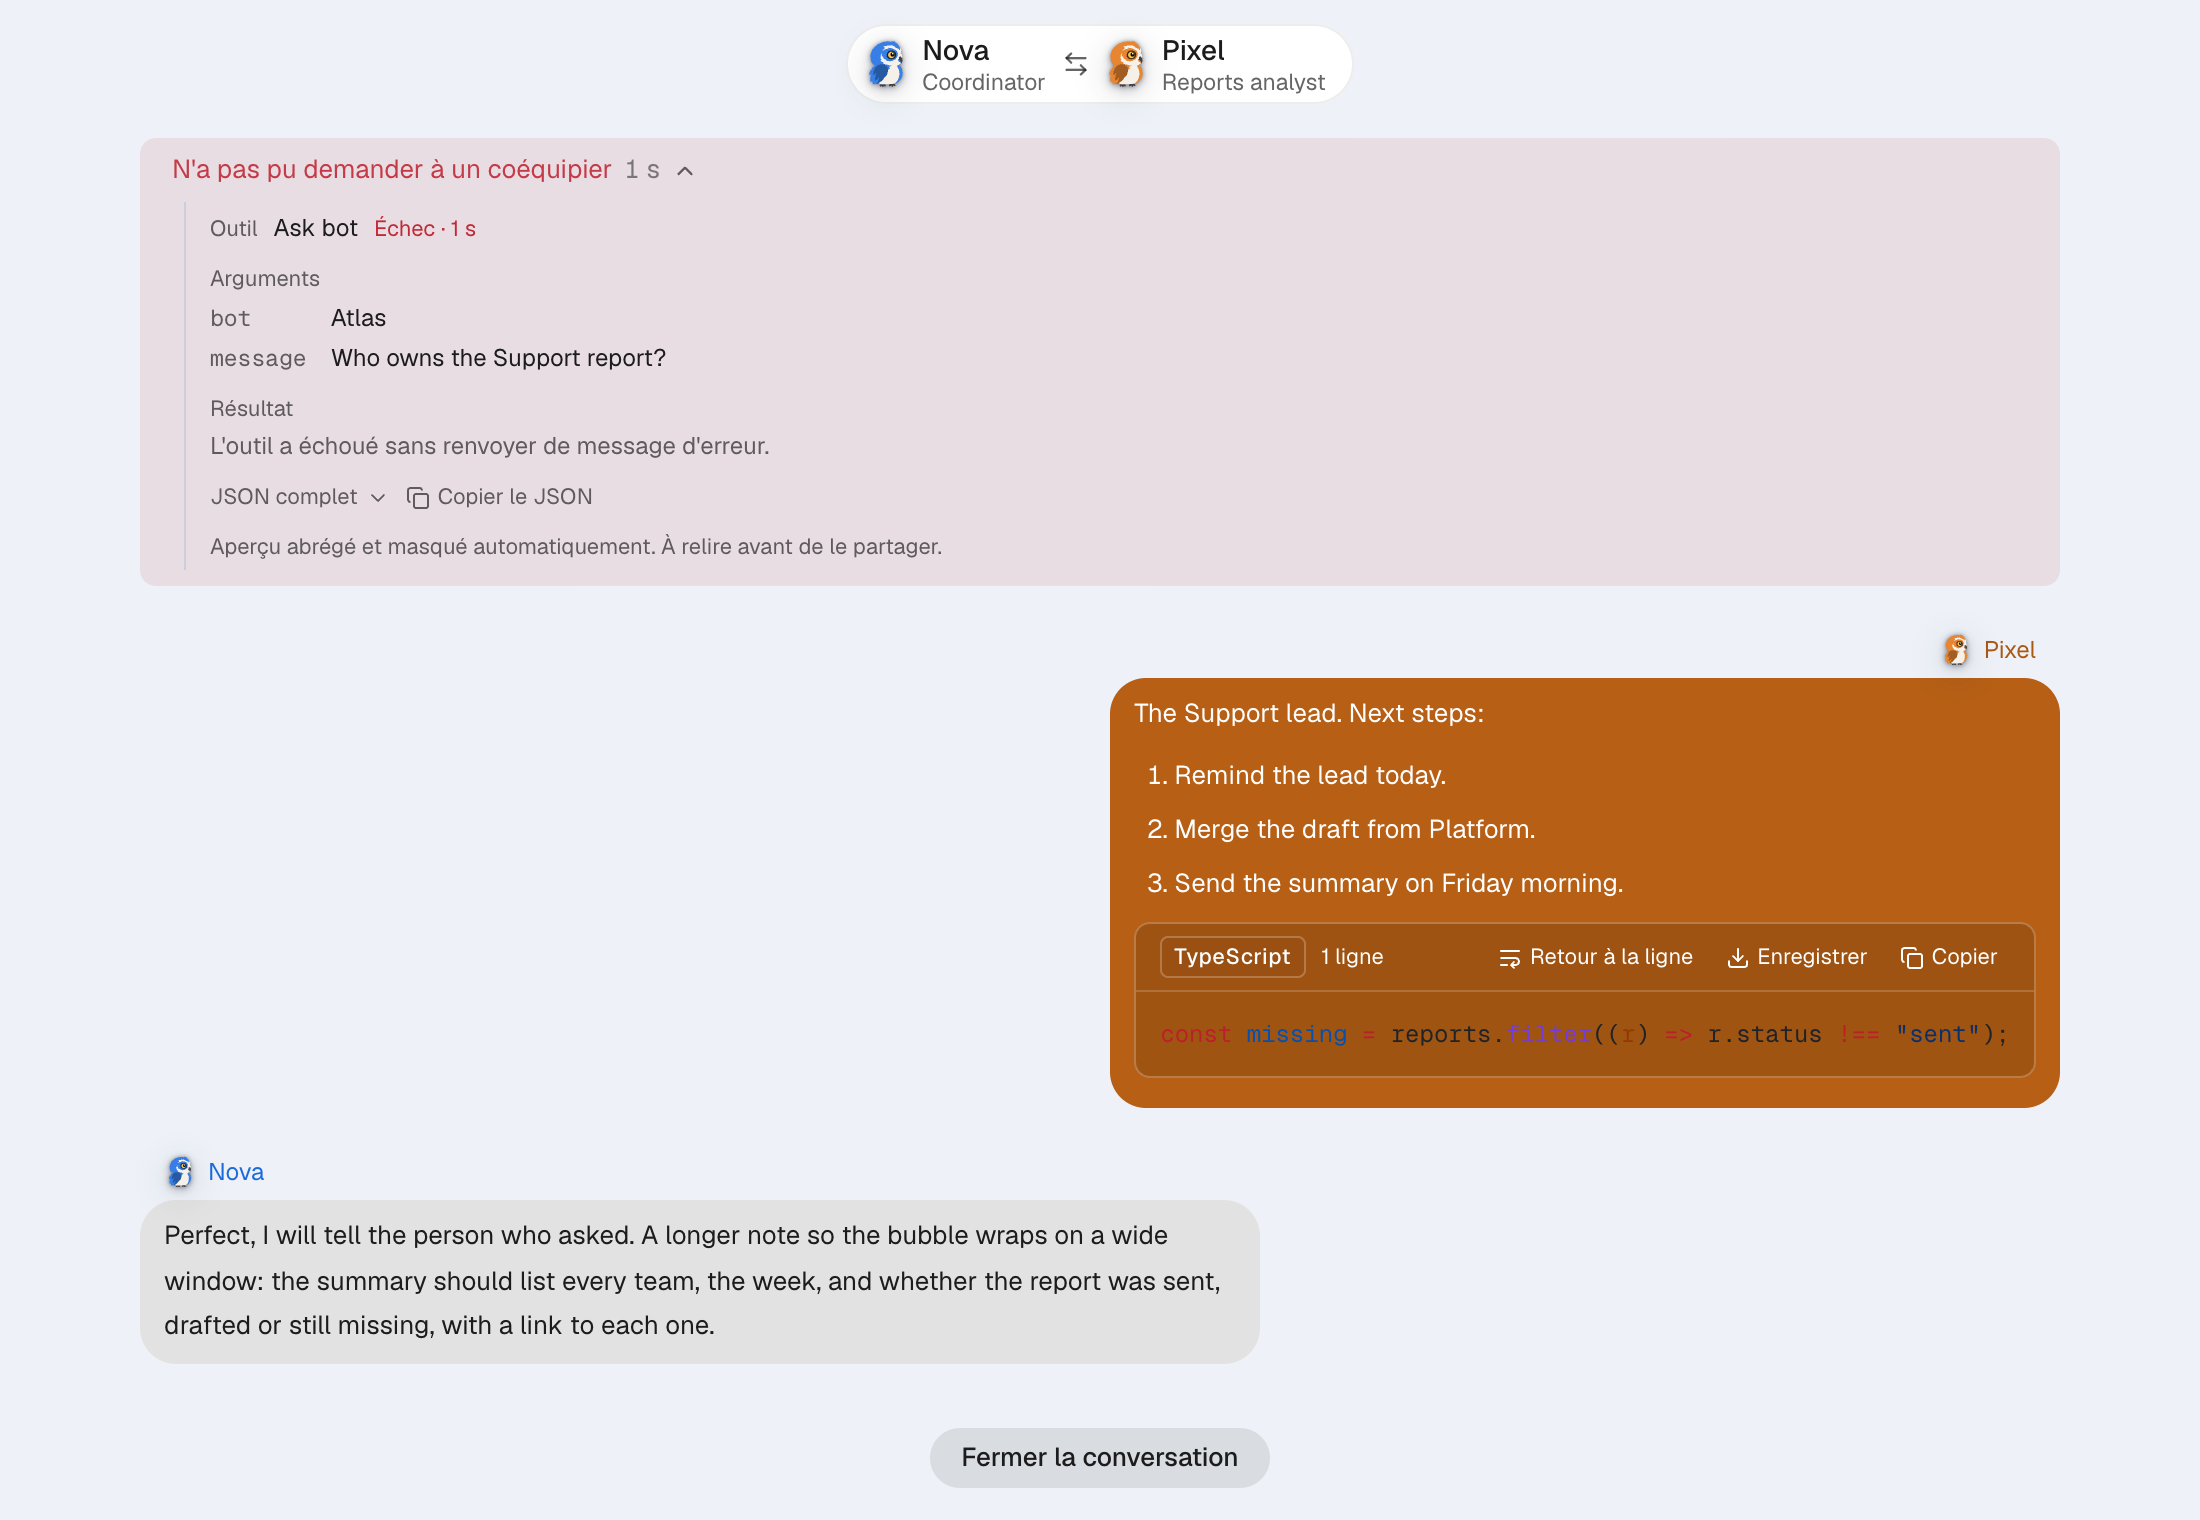 Nova
Coordinator
Pixel
Reports analyst
N'a pas pu demander à un coéquipier 1 s
Outil Ask bot Échec · 1 s
Arguments
bot Atlas
message Who owns the Support report?
Résultat
L'outil a échoué sans renvoyer de message d'erreur.
JSON complet Copier le JSON
Aperçu abrégé et masqué automatiquement. À relire avant de le partager.
Pixel
The Support lead. Next steps:
1. Remind the lead today.
2. Merge the draft from Platform.
3. Send the summary on Friday morning.
TypeScript 1 ligne Retour à la ligne Enregistrer Copier
const missing = reports.filter((r) => r.status !== "sent");
Nova
Perfect, I will tell the person who asked. A longer note so the bubble wraps on a wide
window: the summary should list every team, the week, and whether the report was sent,
drafted or still missing, with a link to each one.
Fermer la conversation